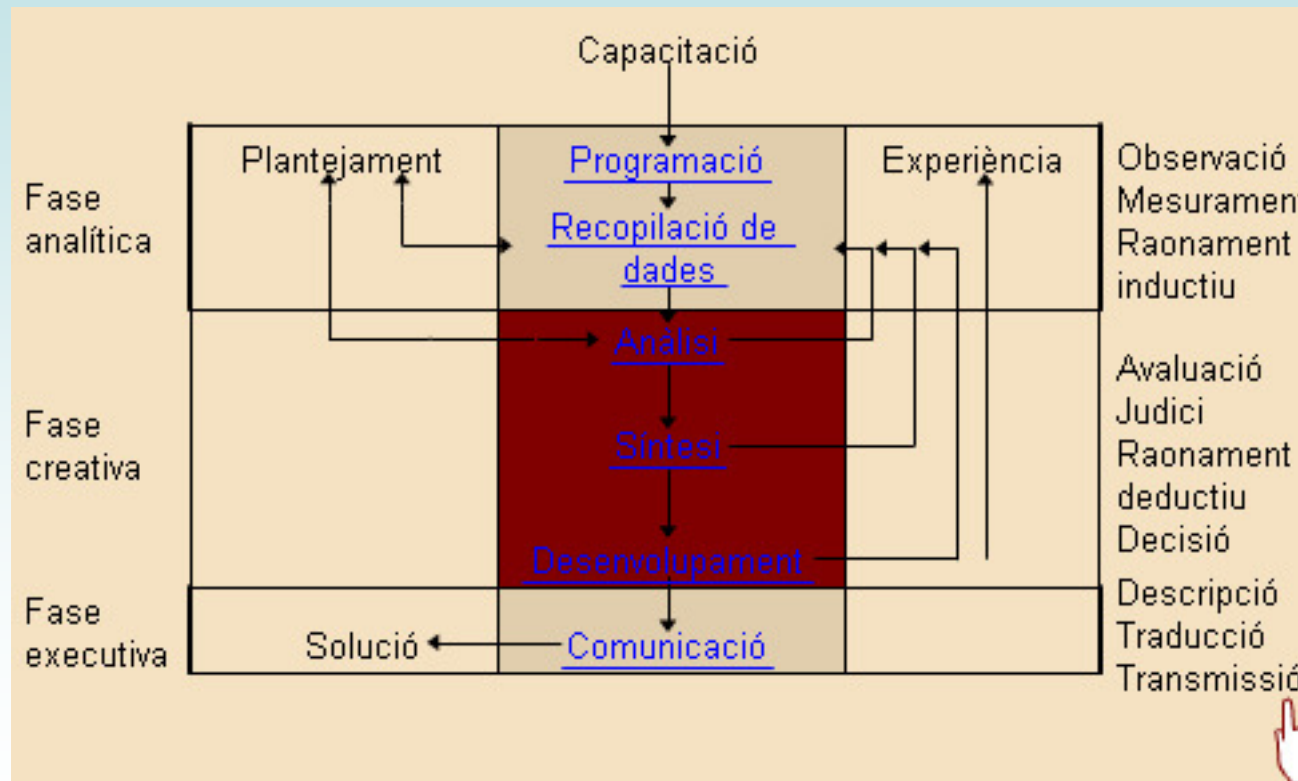 Capacitació
Plantejament
Programació
Experiència
Recopilació de
dades
Fase
analítica
Observació
Mesurament
Raonament
inductiu
Anàlisi
Síntesi
Desenvolupament
Fase
creativa
Avaluació
Judici
Raonament
deductiu
Decisió
Fase
executiva
Solució
Comunicació
Descripció
Traducció
Transmissió